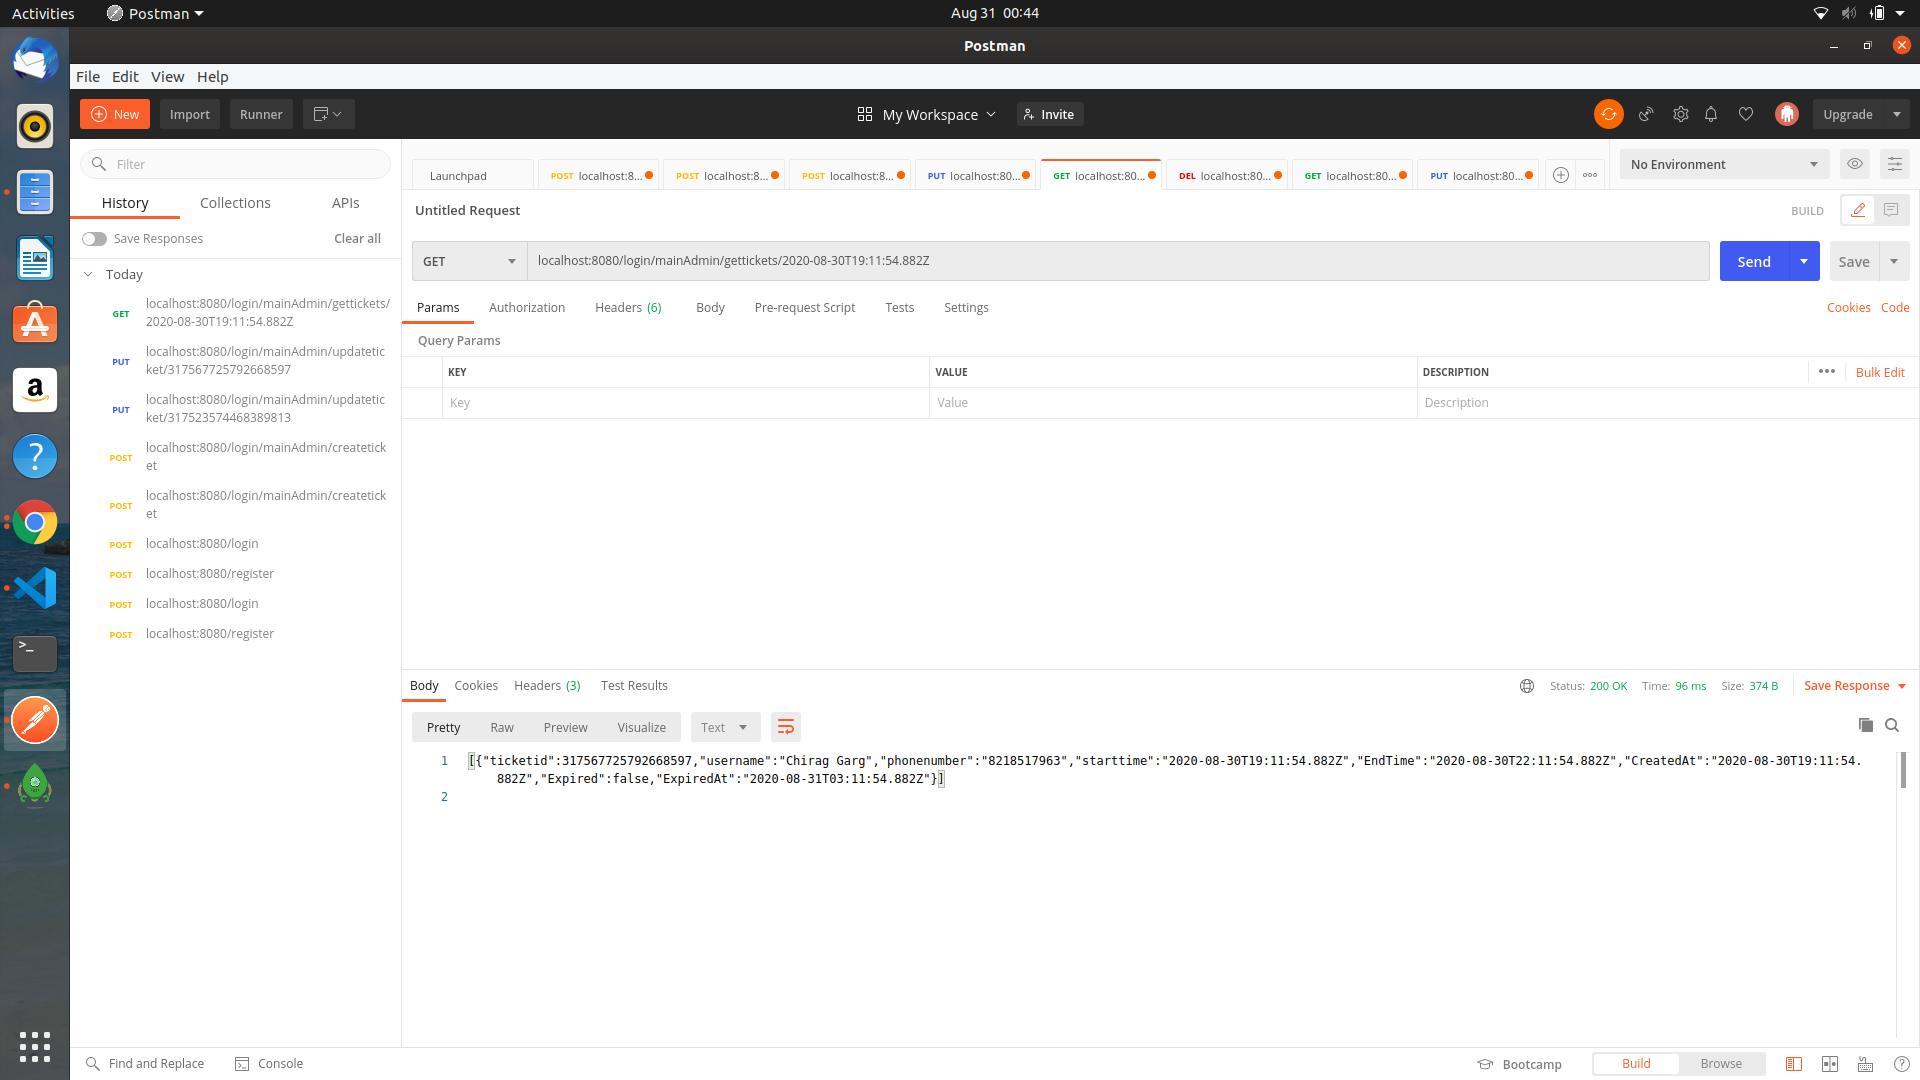 Activities
Postman
Aug 31 00:44
Postman
File Edit View Help
New
Import
Runner
My Workspace
Invite
Upgrade
Filter
Launchpad
POST localhost:8...
POST localhost:8...
POST localhost:8...
PUT localhost:80...
GET localhost:80...
DEL localhost:80...
GET localhost:80...
PUT localhost:80...
No Environment
History
Collections
APIs
Save Responses
Clear all
Today
GET localhost:8080/login/mainAdmin/gettickets/
2020-08-30T19:11:54.882Z
PUT localhost:8080/login/mainAdmin/updatetic
ket/317567725792668597
PUT localhost:8080/login/mainAdmin/updatetic
ket/317523574468389813
POST localhost:8080/login/mainAdmin/createtick
et
POST localhost:8080/login/mainAdmin/createtick
et
POST localhost:8080/login
POST localhost:8080/register
POST localhost:8080/login
POST localhost:8080/register
Untitled Request
BUILD
GET
localhost:8080/login/mainAdmin/gettickets/2020-08-30T19:11:54.882Z
Send
Save
Params
Authorization
Headers (6)
Body
Pre-request Script
Tests
Settings
Cookies
Code
Query Params
KEY
VALUE
DESCRIPTION
Bulk Edit
Key
Value
Description
Body
Cookies
Headers (3)
Test Results
Status: 200 OK
Time: 96 ms
Size: 374 B
Save Response
Pretty
Raw
Preview
Visualize
Text
1 [{"ticketid":317567725792668597,"username":"Chirag Garg","phonenumber":"8218517963","starttime":"2020-08-30T19:11:54.882Z","EndTime":"2020-08-30T22:11:54.882Z","CreatedAt":"2020-08-30T19:11:54.
882Z","Expired":false,"ExpiredAt":"2020-08-31T03:11:54.882Z"}]
2
Find and Replace
Console
Bootcamp
Build
Browse